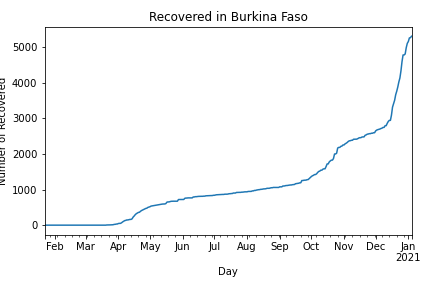 Recovered in Burkina Faso
Number of Recovered
5000
4000
3000
2000
1000
0
Feb Mar Apr May Jun Jul Aug Sep Oct Nov Dec Jan
2021
Day